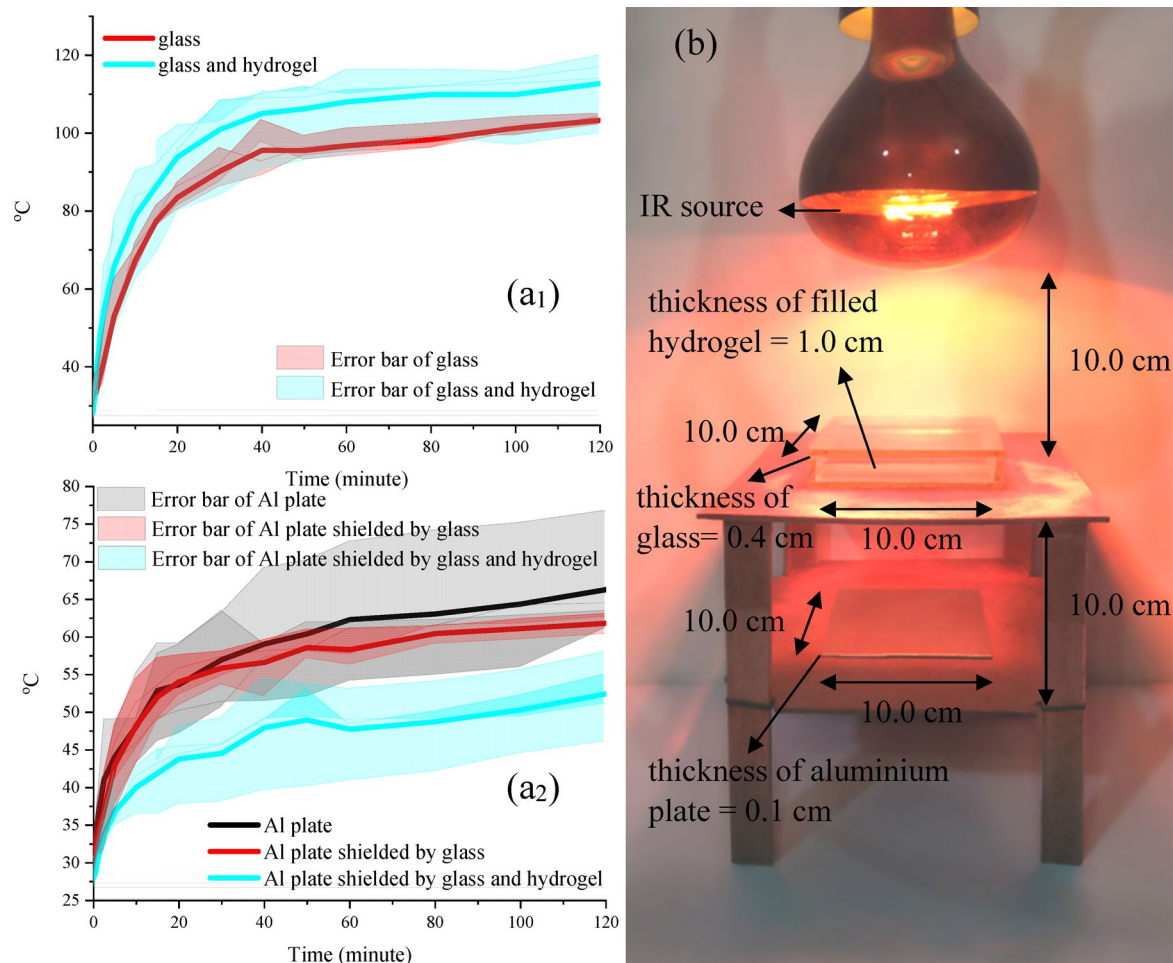 120
100
80
60
40
°C
glass
glass and hydrogel
(a1)
Error bar of glass
Error bar of glass and hydrogel
0 20 40 60 80 100 120
Time (minute)
80
75
70
65
60
55
50
45
40
35
30
25
°C
Error bar of Al plate
Error bar of Al plate shielded by glass
Error bar of Al plate shielded by glass and hydrogel
(a2)
Al plate
Al plate shielded by glass
Al plate shielded by glass and hydrogel
0 20 40 60 80 100 120
Time (minute)
(b)
IR source
thickness of filled
hydrogel = 1.0 cm
10.0 cm
10.0 cm
thickness of
glass= 0.4 cm
10.0 cm
10.0 cm
10.0 cm
10.0 cm
thickness of aluminium
plate = 0.1 cm